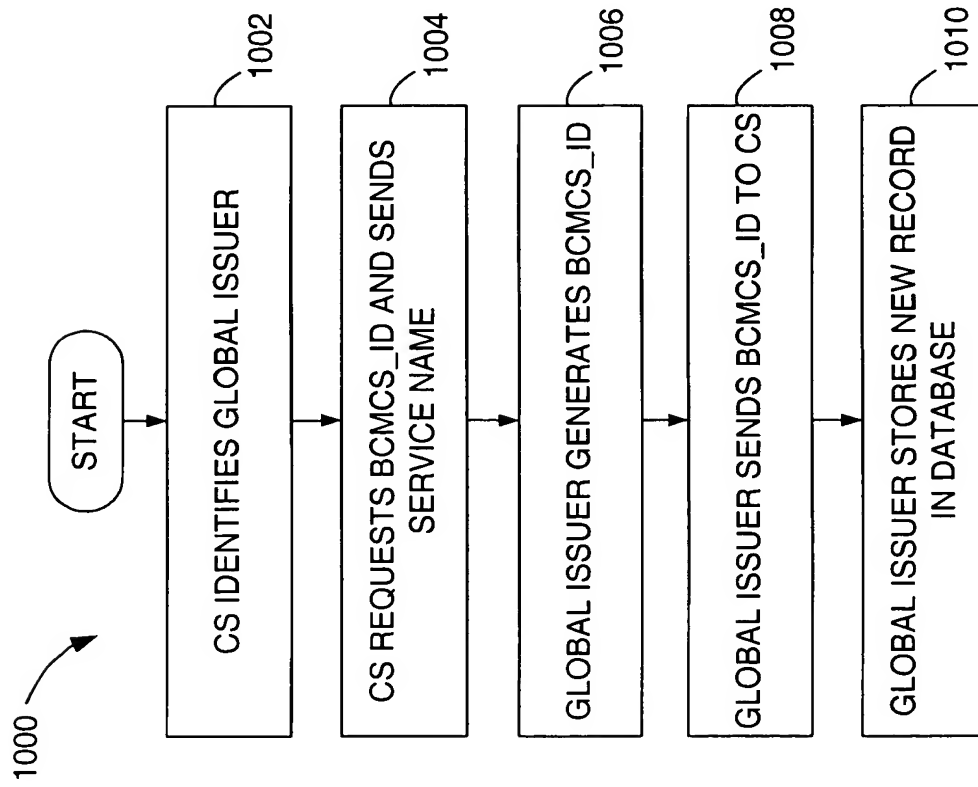 1000
START
CS IDENTIFIES GLOBAL ISSUER
1002
CS REQUESTS BCMCS_ID AND SENDS
SERVICE NAME
1004
GLOBAL ISSUER GENERATES BCMCS_ID
1006
GLOBAL ISSUER SENDS BCMCS_ID TO CS
1008
GLOBAL ISSUER STORES NEW RECORD
IN DATABASE
1010